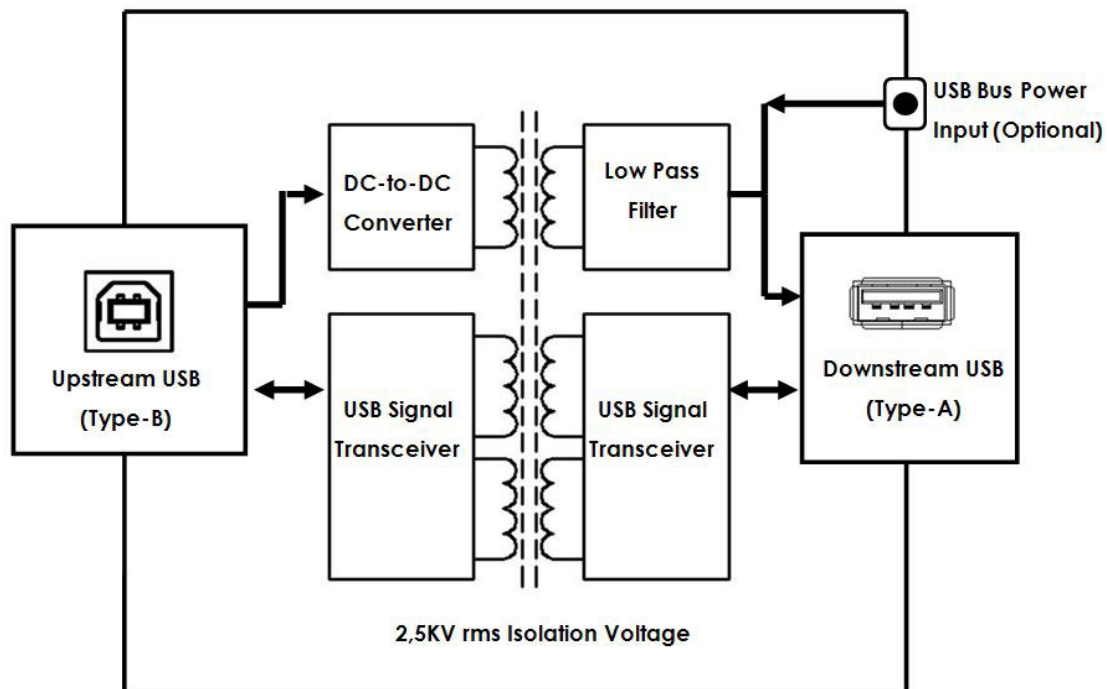 USB Bus Power
Input (Optional)
DC-to-DC
Converter
Low Pass
Filter
Upstream USB
(Type-B)
USB Signal
Transceiver
USB Signal
Transceiver
Downstream USB
(Type-A)
2,5KV rms Isolation Voltage